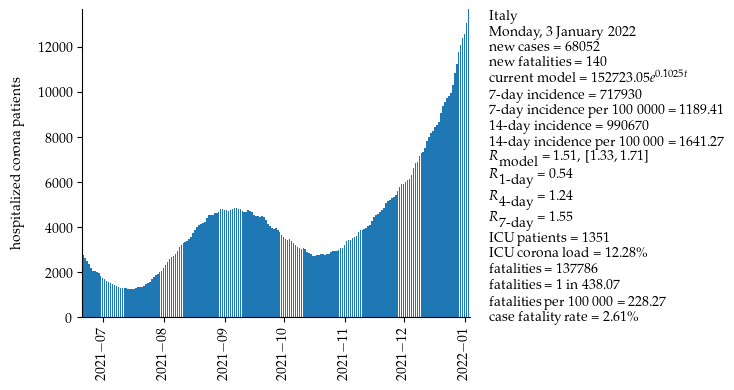 hospitalized corona patients
12000
10000
8000
6000
4000
2000
0
2021−07
2021−08
2021−09
2021−10
2021−11
2021−12
2022−01
Italy
Monday, 3 January 2022
new cases = 68052
new fatalities = 140
current model = 152723.05e^0.1025t
7-day incidence = 717930
7-day incidence per 100 0000 = 1189.41
14-day incidence = 990670
14-day incidence per 100 000 = 1641.27
R_model = 1.51, [1.33, 1.71]
R_1-day = 0.54
R_4-day = 1.24
R_7-day = 1.55
ICU patients = 1351
ICU corona load = 12.28%
fatalities = 137786
fatalities = 1 in 438.07
fatalities per 100 000 = 228.27
case fatality rate = 2.61%